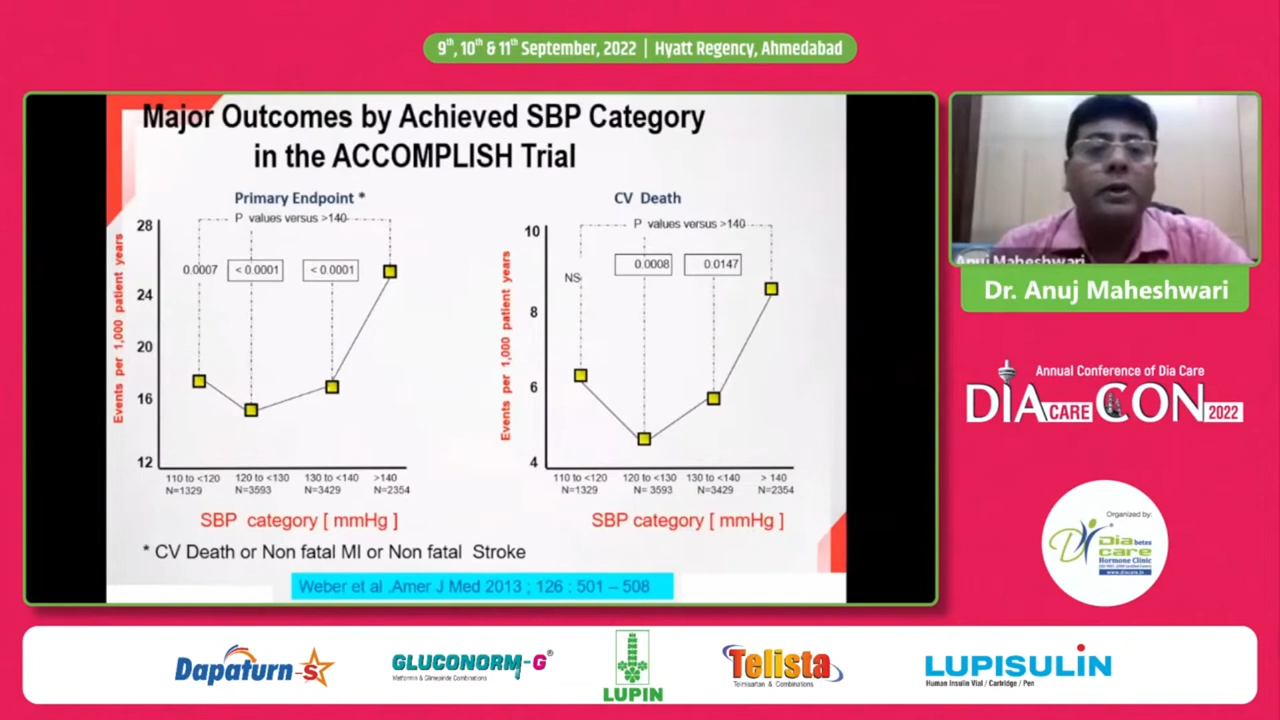 9th, 10th & 11th September, 2022 | Hyatt Regency, Ahmedabad
Major Outcomes by Achieved SBP Category
in the ACCOMPLISH Trial
Primary Endpoint *
P values versus >140
28
24
20
16
12
Events per 1,000 patient years
0.0007
< 0.0001
< 0.0001
110 to <120
N=1329
120 to <130
N=3593
130 to <140
N=3429
>140
N=2354
SBP category [ mmHg ]
CV Death
P values versus >140
10
8
6
4
Events per 1,000 patient years
NS
0.0008
0.0147
110 to <120
N=1329
120 to <130
N= 3593
130 to <140
N=3429
> 140
N=2354
SBP category [ mmHg ]
* CV Death or Non fatal MI or Non fatal Stroke
Weber et al .Amer J Med 2013 ; 126 : 501 – 508
Anuj Maheshwari
Dr. Anuj Maheshwari
Annual Conference of Dia Care
DIA CARE CON 2022
Organized by:
Dia betes
care
Hormone Clinic
www.diacare.in
Dapaturn-S
GLUCONORM-G®
Metformin & Glimepiride Combinations
LUPIN
Telista
Telmisartan & Combinations
LUPISULIN
Human Insulin Vial / Cartridge / Pen